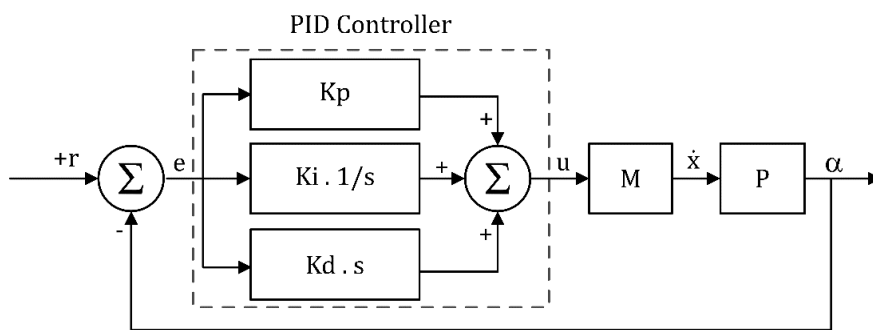 PID Controller
Kp
+r
Σ
e
+
Ki . 1/s
+
Σ
u
M
ẋ
P
α
-
+
Kd . s